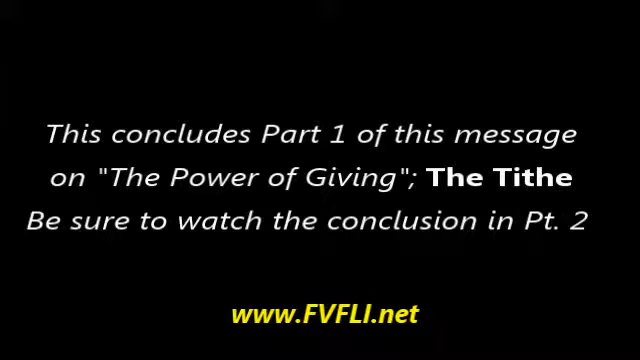 This concludes Part 1 of this message
on "The Power of Giving"; The Tithe
Be sure to watch the conclusion in Pt. 2
www.FVFLI.net